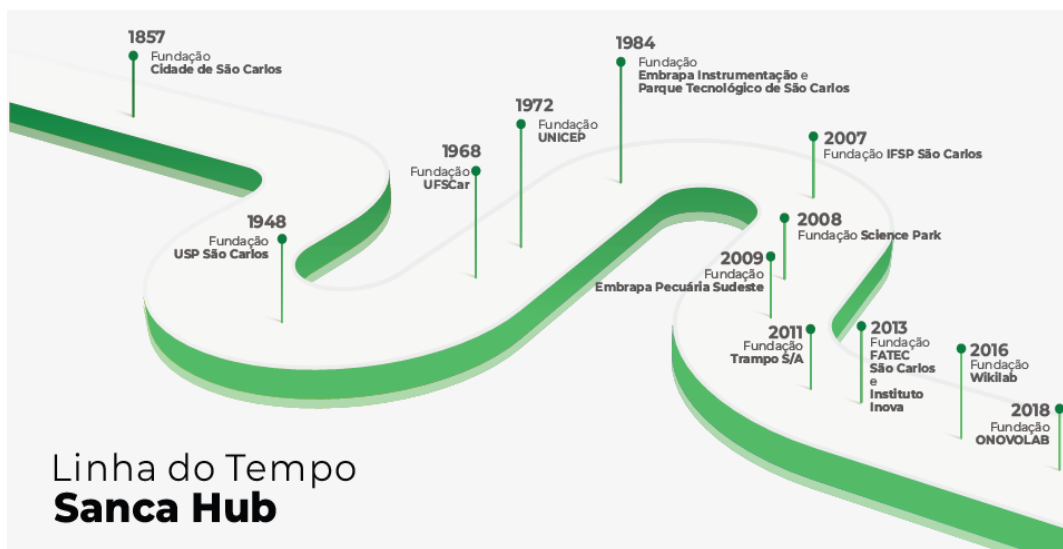 1857
Fundação
Cidade de São Carlos
1948
Fundação
USP São Carlos
1968
Fundação
UFSCar
1972
Fundação
UNICEP
1984
Fundação
Embrapa Instrumentação e
Parque Tecnológico de São Carlos
2007
Fundação IFSP São Carlos
2008
Fundação Science Park
2009
Fundação
Embrapa Pecuária Sudeste
2011
Fundação
Trampo S/A
2013
Fundação
FATEC
São Carlos
e
Instituto
Inova
2016
Fundação
Wikilab
2018
Fundação
ONOVOLAB
Linha do Tempo
Sanca Hub